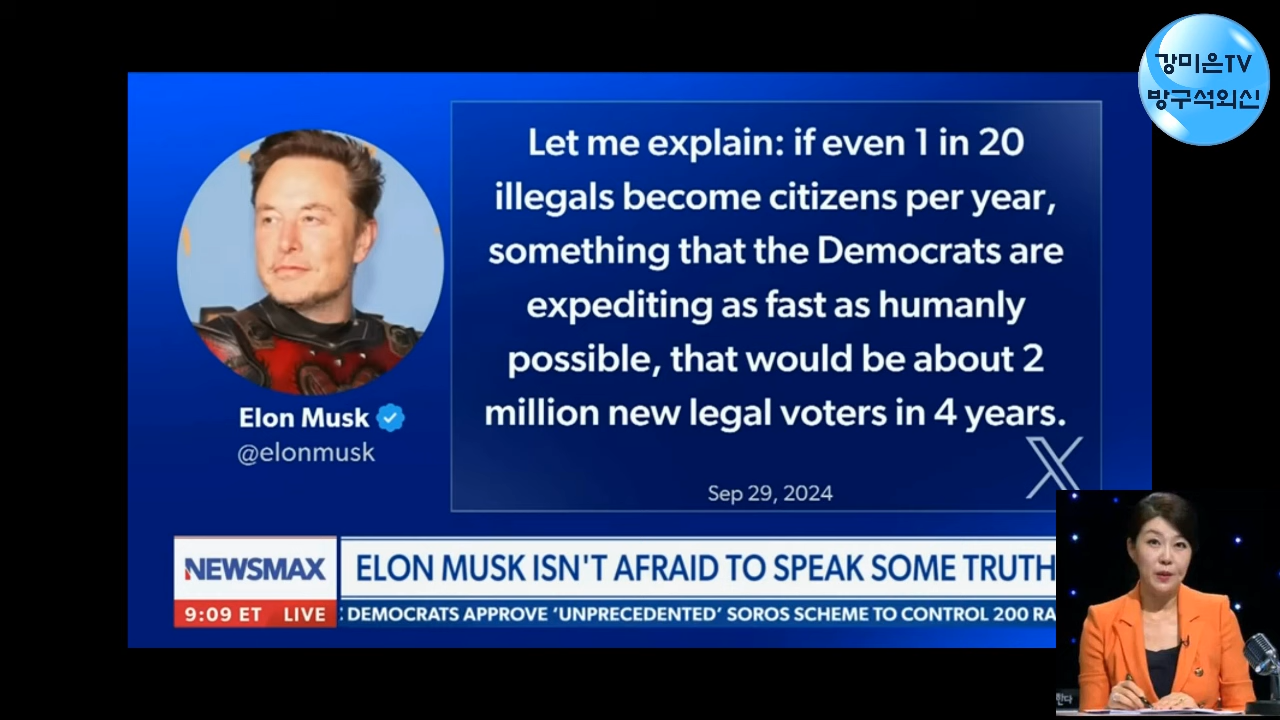 강미은TV
방구석외신
Let me explain: if even 1 in 20
illegals become citizens per year,
something that the Democrats are
expediting as fast as humanly
possible, that would be about 2
million new legal voters in 4 years.
Sep 29, 2024
Elon Musk
@elonmusk
NEWSMAX
ELON MUSK ISN'T AFRAID TO SPEAK SOME TRUTH
9:09 ET LIVE
DEMOCRATS APPROVE 'UNPRECEDENTED' SOROS SCHEME TO CONTROL 200 RA